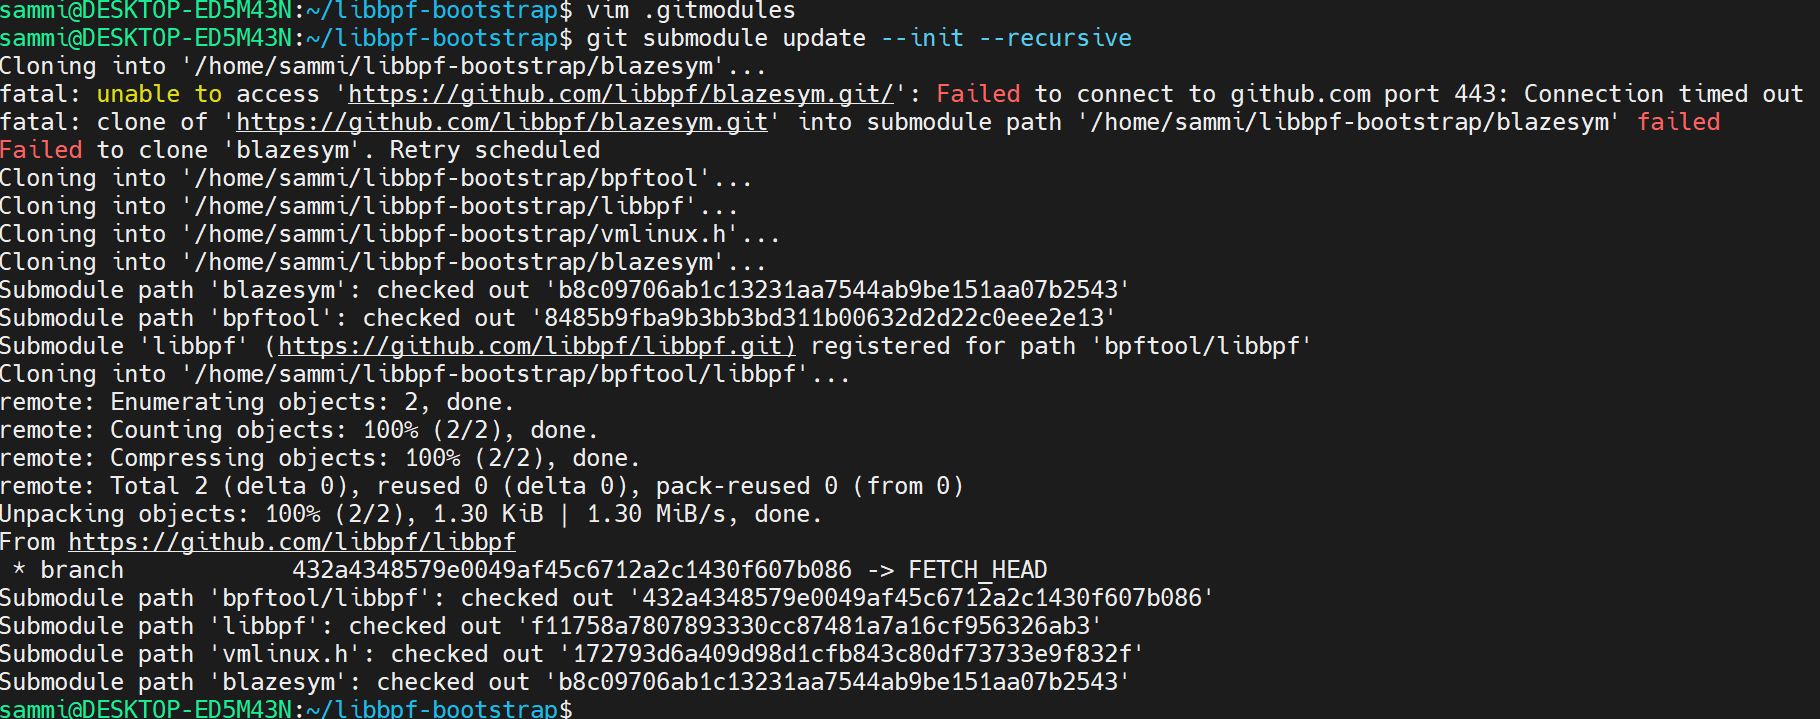 sammi@DESKTOP-ED5M43N:~/libbpf-bootstrap$ vim .gitmodules
sammi@DESKTOP-ED5M43N:~/libbpf-bootstrap$ git submodule update --init --recursive
Cloning into '/home/sammi/libbpf-bootstrap/blazesym'...
fatal: unable to access 'https://github.com/libbpf/blazesym.git/': Failed to connect to github.com port 443: Connection timed out
fatal: clone of 'https://github.com/libbpf/blazesym.git' into submodule path '/home/sammi/libbpf-bootstrap/blazesym' failed
Failed to clone 'blazesym'. Retry scheduled
Cloning into '/home/sammi/libbpf-bootstrap/bpftool'...
Cloning into '/home/sammi/libbpf-bootstrap/libbpf'...
Cloning into '/home/sammi/libbpf-bootstrap/vmlinux.h'...
Cloning into '/home/sammi/libbpf-bootstrap/blazesym'...
Submodule path 'blazesym': checked out 'b8c09706ab1c13231aa7544ab9be151aa07b2543'
Submodule path 'bpftool': checked out '8485b9fba9b3bb3bd311b00632d2d22c0eee2e13'
Submodule 'libbpf' (https://github.com/libbpf/libbpf.git) registered for path 'bpftool/libbpf'
Cloning into '/home/sammi/libbpf-bootstrap/bpftool/libbpf'...
remote: Enumerating objects: 2, done.
remote: Counting objects: 100% (2/2), done.
remote: Compressing objects: 100% (2/2), done.
remote: Total 2 (delta 0), reused 0 (delta 0), pack-reused 0 (from 0)
Unpacking objects: 100% (2/2), 1.30 KiB | 1.30 MiB/s, done.
From https://github.com/libbpf/libbpf
 * branch            432a4348579e0049af45c6712a2c1430f607b086 -> FETCH_HEAD
Submodule path 'bpftool/libbpf': checked out '432a4348579e0049af45c6712a2c1430f607b086'
Submodule path 'libbpf': checked out 'f11758a7807893330cc87481a7a16cf956326ab3'
Submodule path 'vmlinux.h': checked out '172793d6a409d98d1cfb843c80df73733e9f832f'
Submodule path 'blazesym': checked out 'b8c09706ab1c13231aa7544ab9be151aa07b2543'
sammi@DESKTOP-ED5M43N:~/libbpf-bootstrap$